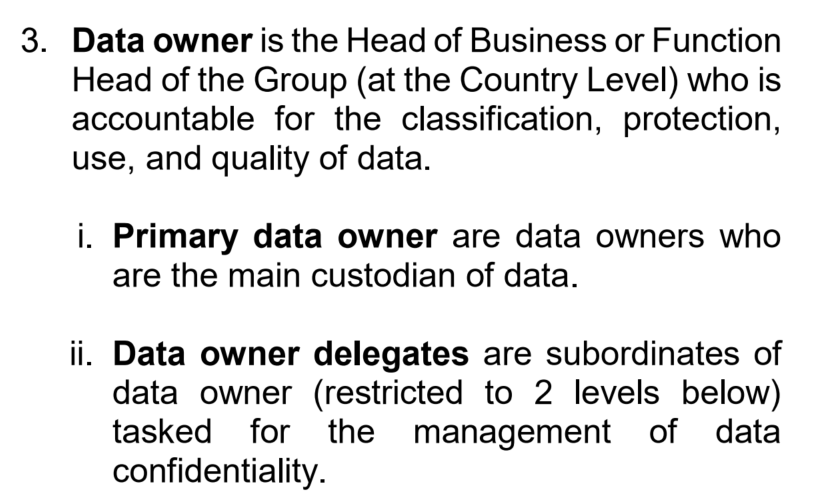 3. Data owner is the Head of Business or Function
Head of the Group (at the Country Level) who is
accountable for the classification, protection,
use, and quality of data.
i. Primary data owner are data owners who
are the main custodian of data.
ii. Data owner delegates are subordinates of
data owner (restricted to 2 levels below)
tasked for the management of data
confidentiality.